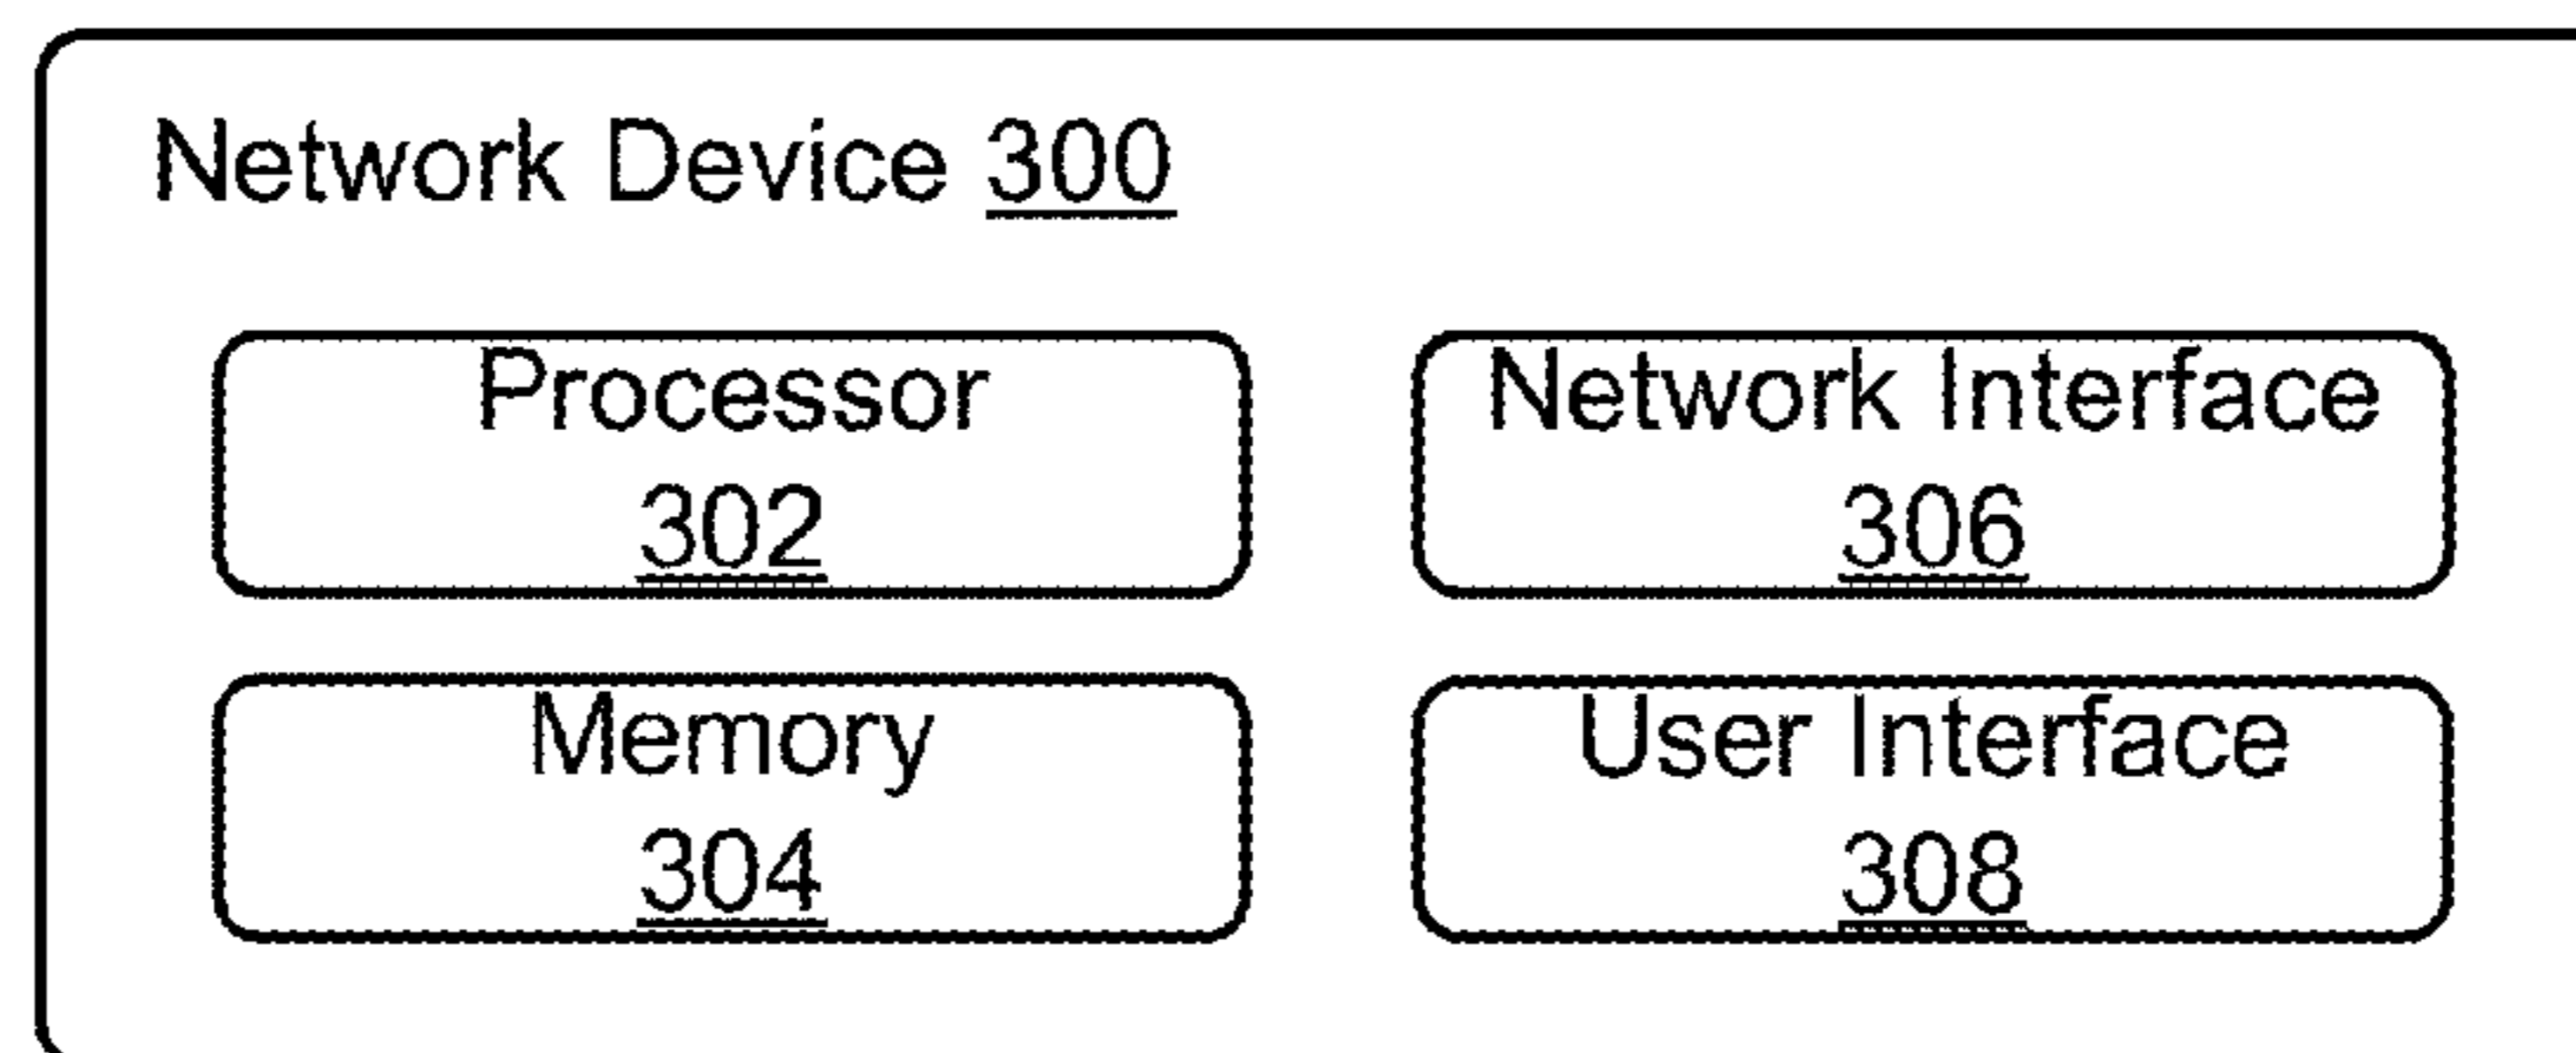 Network Device 300
Processor
302
Network Interface
306
Memory
304
User Interface
308